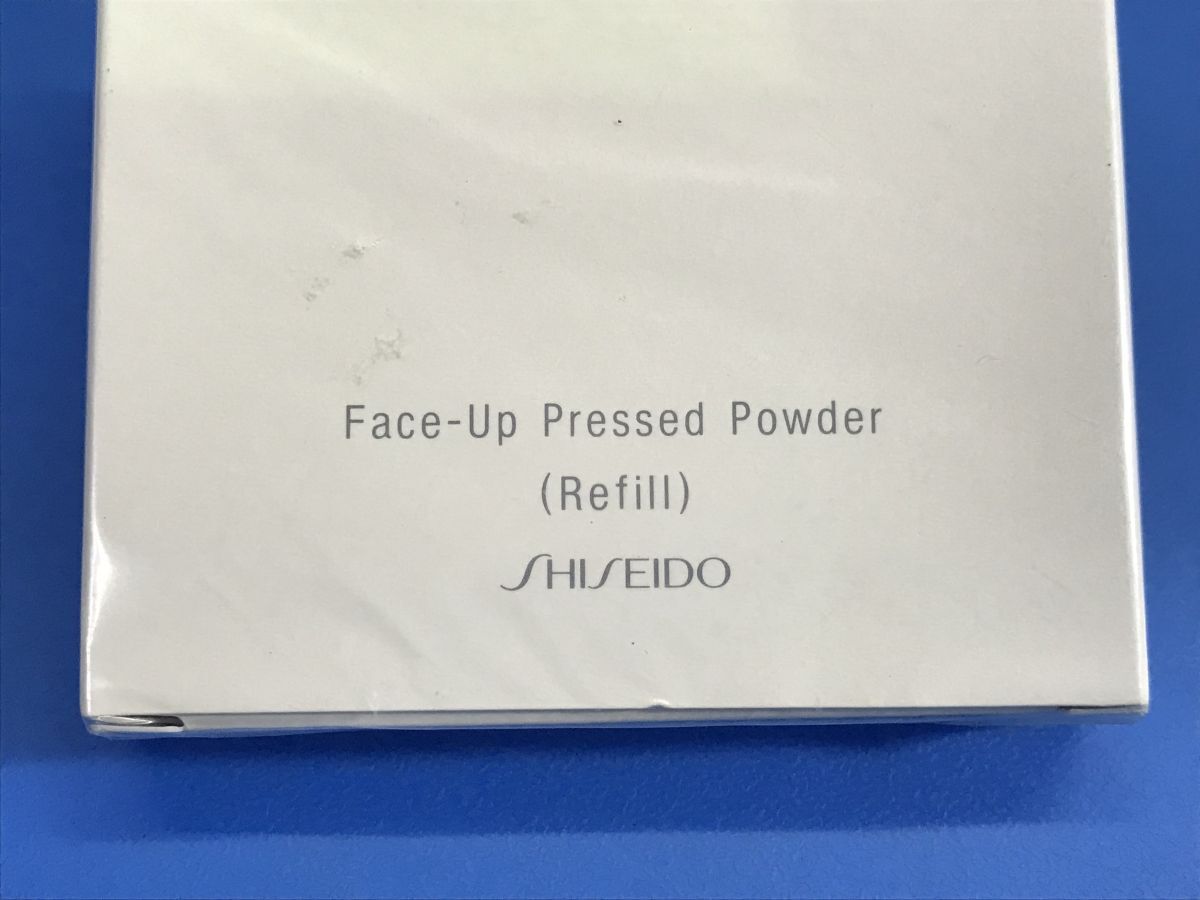 Face-Up Pressed Powder
(Refill)
SHISEIDO